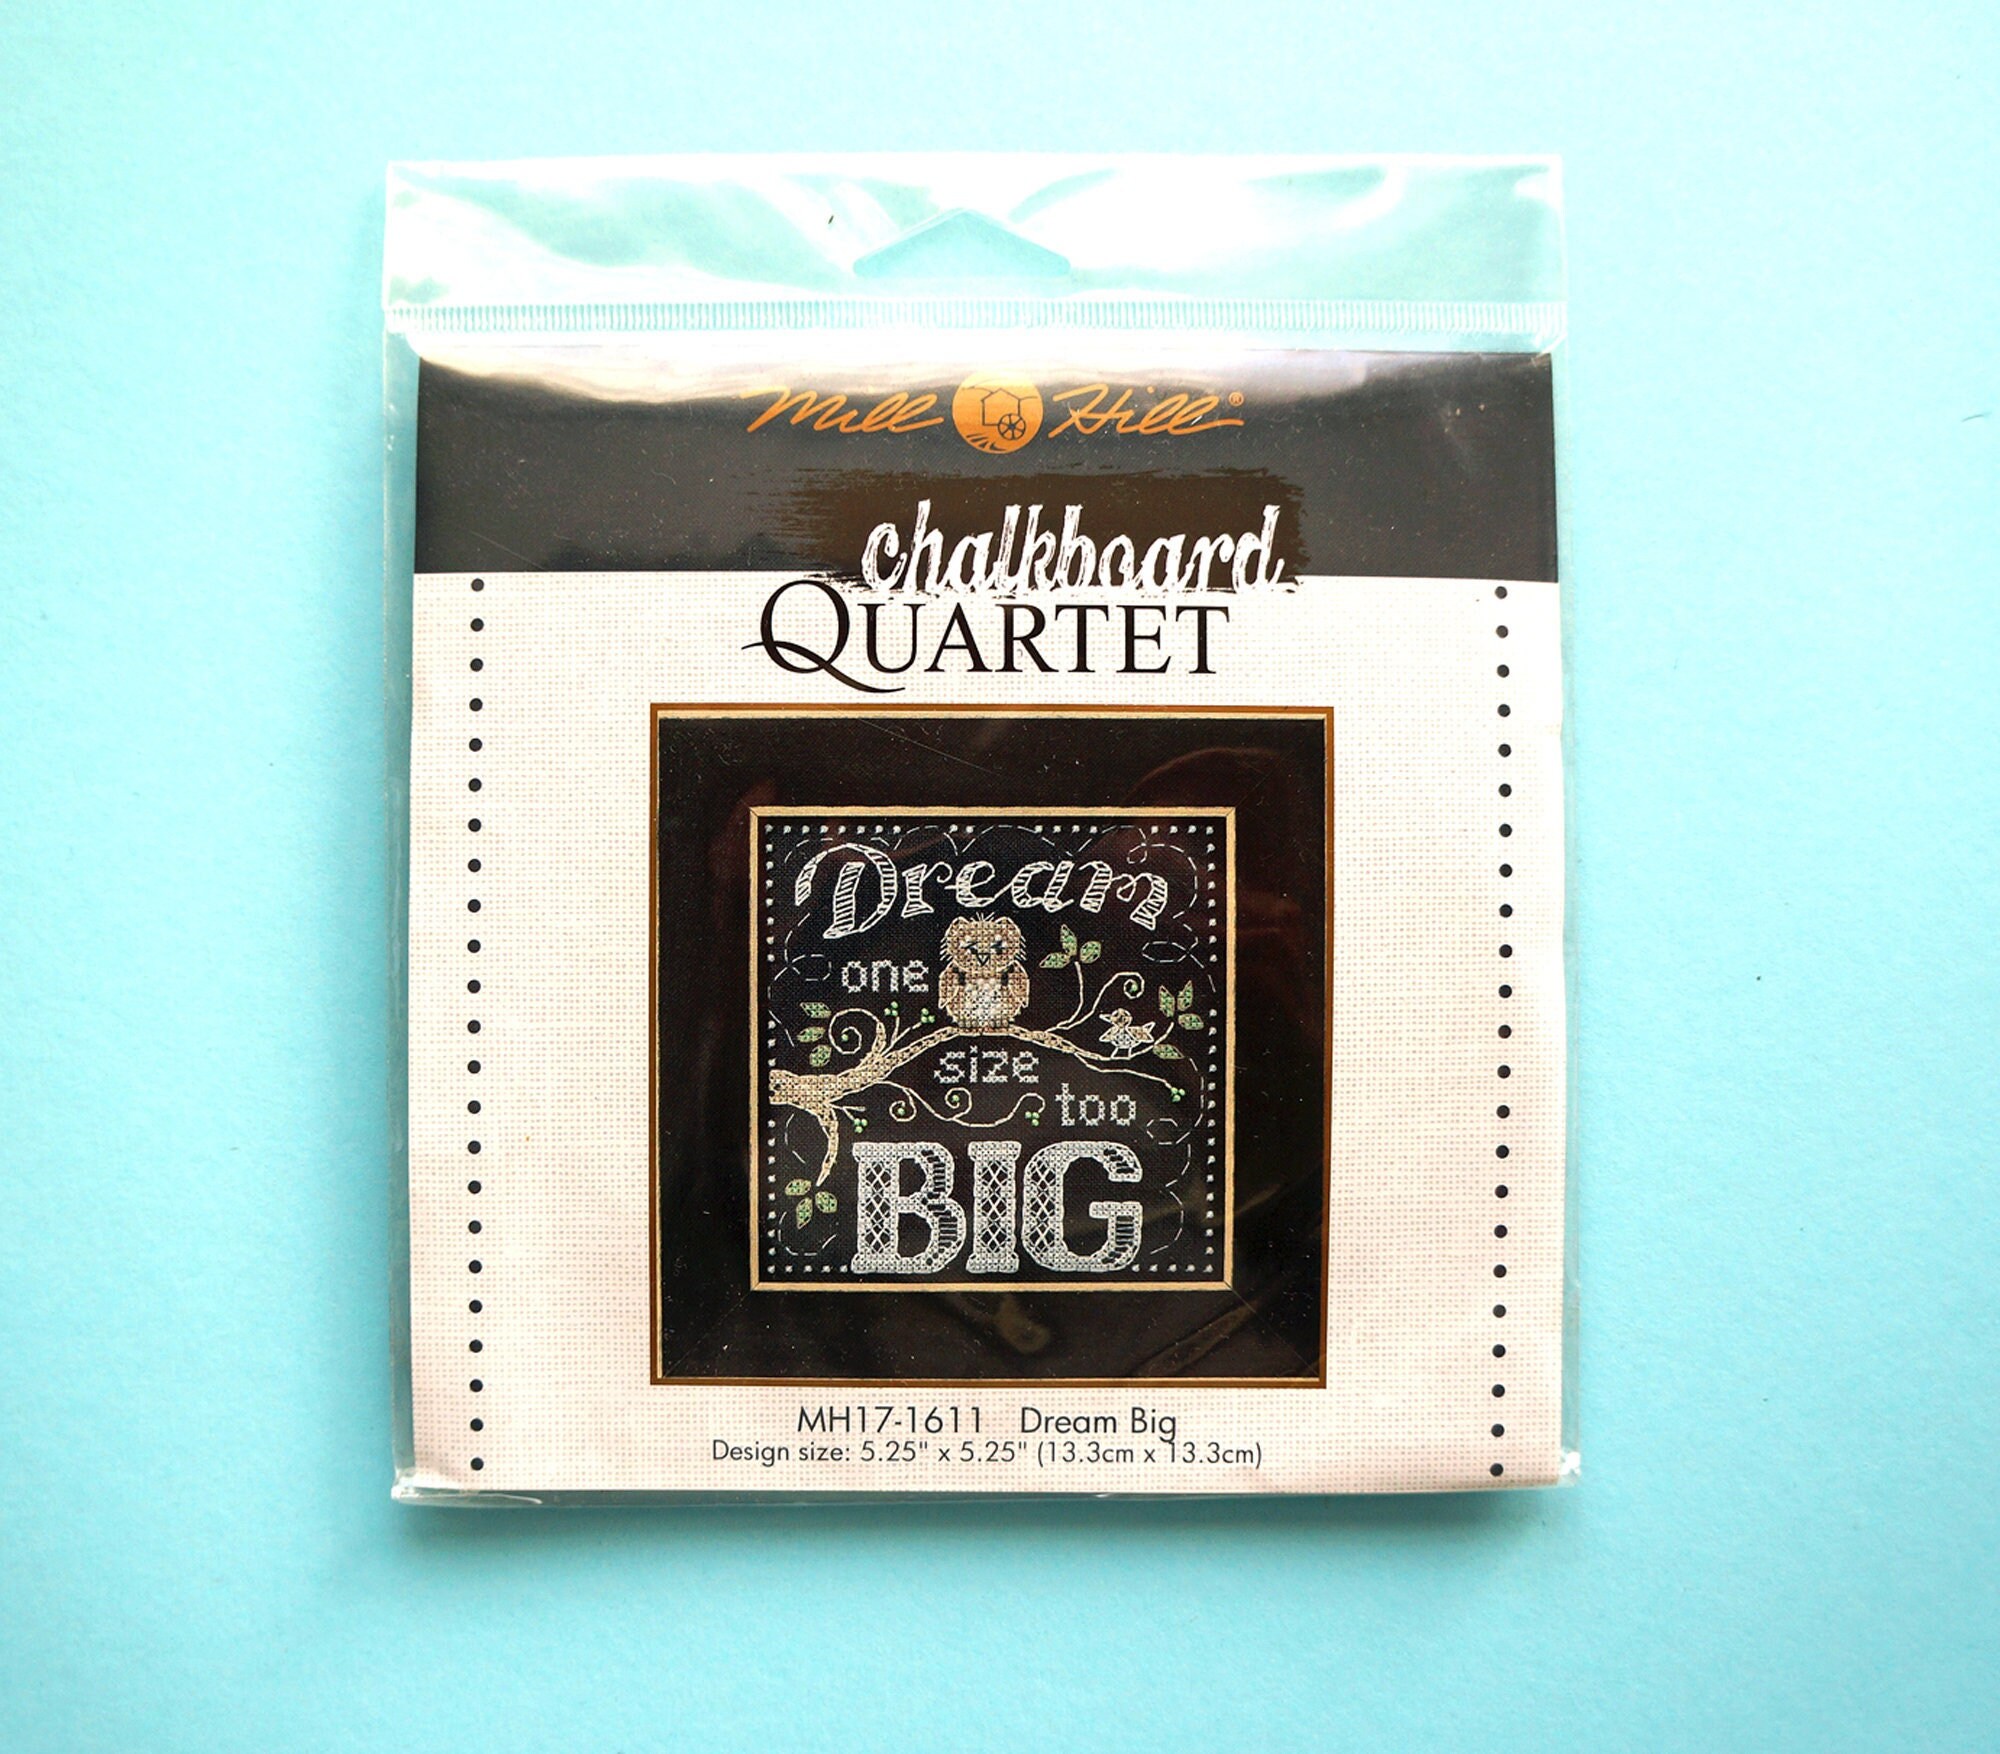 Mill Hill®
chalkboard
QUARTET
Dream
one
size
too
BIG
MH17-1611 Dream Big
Design size: 5.25" x 5.25" (13.3cm x 13.3cm)